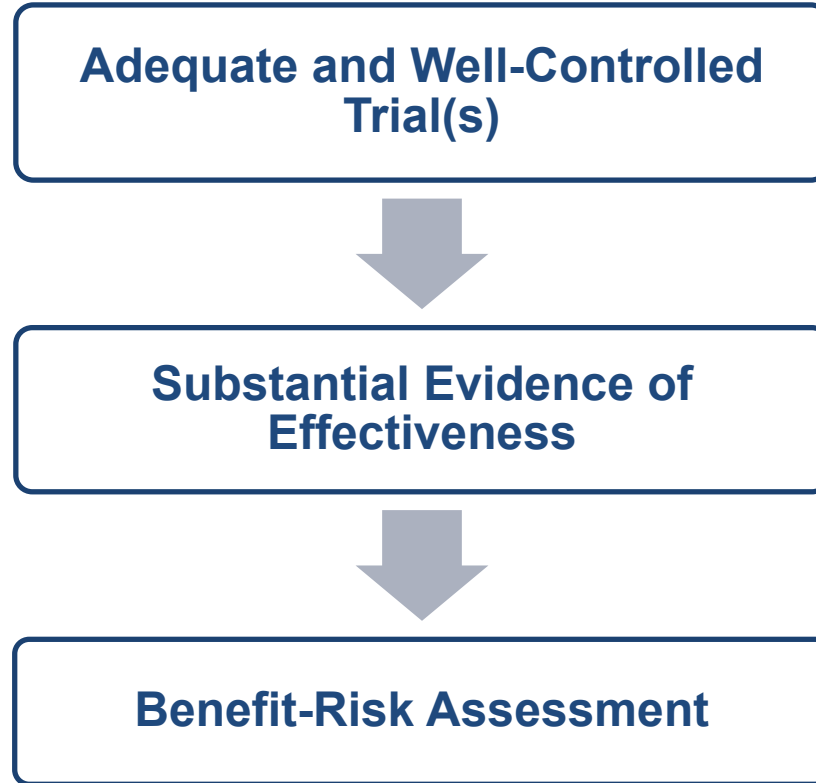 Adequate and Well-Controlled
Trial(s)
Substantial Evidence of
Effectiveness
Benefit-Risk Assessment